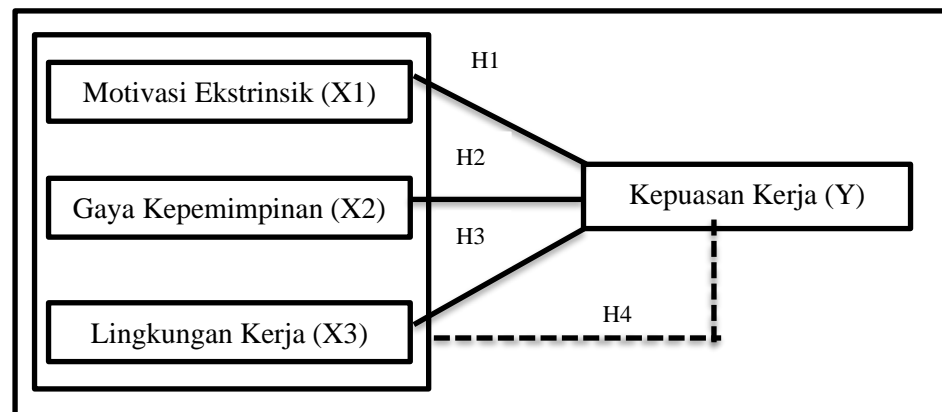 H1
Motivasi Ekstrinsik (X1)
H2
Gaya Kepemimpinan (X2)
Kepuasan Kerja (Y)
H3
Lingkungan Kerja (X3)
H4